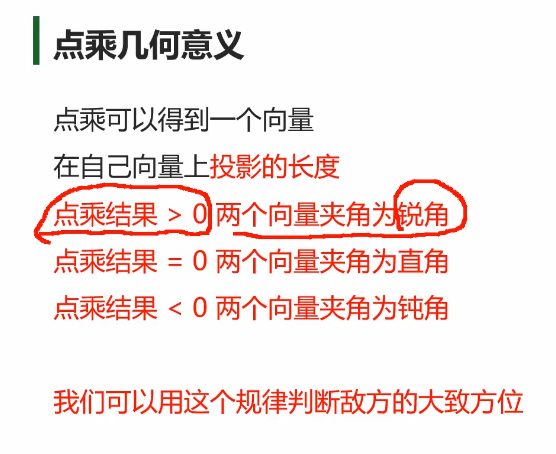 点乘几何意义
点乘可以得到一个向量
在自己向量上投影的长度
点乘结果 > 0 两个向量夹角为锐角
点乘结果 = 0 两个向量夹角为直角
点乘结果 < 0 两个向量夹角为钝角
我们可以用这个规律判断敌方的大致方位